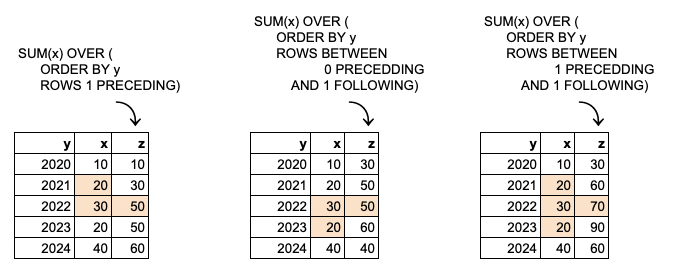 SUM(x) OVER (
ORDER BY y
ROWS 1 PRECEDING)
y x z
2020 10 10
2021 20 30
2022 30 50
2023 20 50
2024 40 60
SUM(x) OVER (
ORDER BY y
ROWS BETWEEN
0 PRECEDDING
AND 1 FOLLOWING)
y x z
2020 10 30
2021 20 50
2022 30 50
2023 20 60
2024 40 40
SUM(x) OVER (
ORDER BY y
ROWS BETWEEN
1 PRECEDDING
AND 1 FOLLOWING)
y x z
2020 10 30
2021 20 60
2022 30 70
2023 20 90
2024 40 60